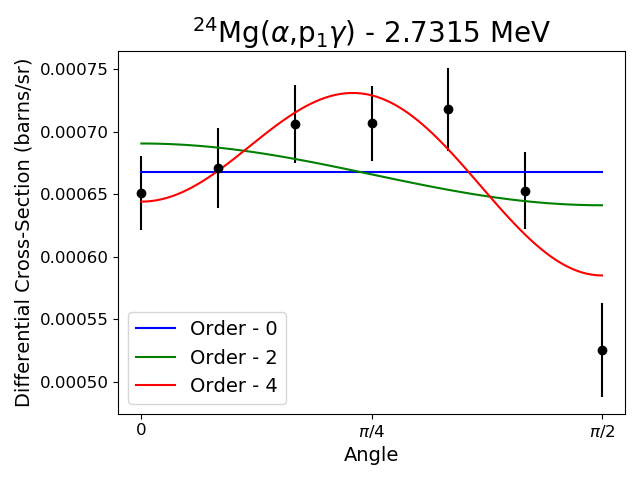 ²⁴Mg(α,p₁γ) - 2.7315 MeV
Differential Cross-Section (barns/sr)
0.00075
0.00070
0.00065
0.00060
0.00055
0.00050
Order - 0
Order - 2
Order - 4
0
π/4
π/2
Angle